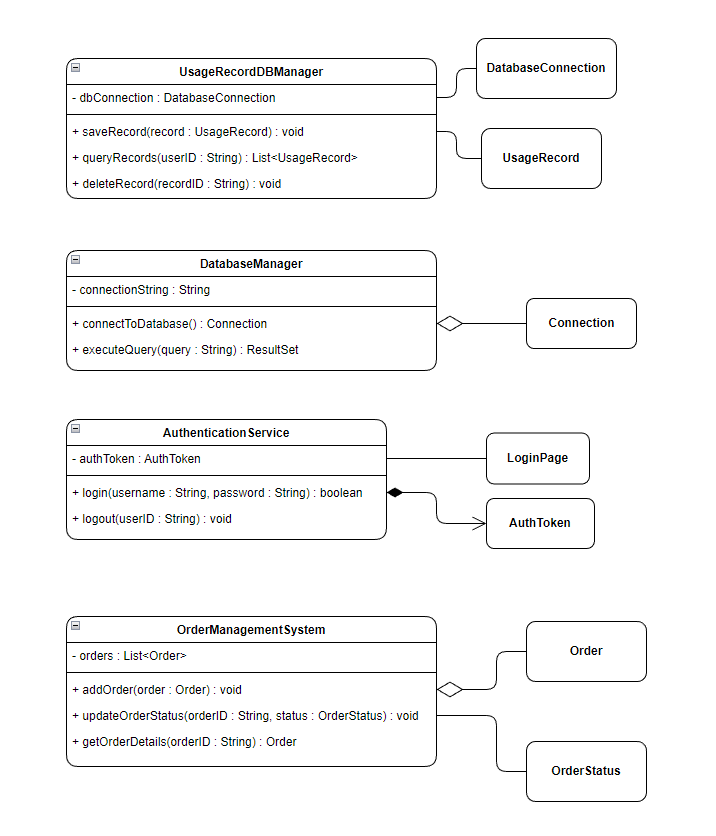 UsageRecordDBManager
- dbConnection : DatabaseConnection
+ saveRecord(record : UsageRecord) : void
+ queryRecords(userID : String) : List<UsageRecord>
+ deleteRecord(recordID : String) : void
DatabaseConnection
UsageRecord
DatabaseManager
- connectionString : String
+ connectToDatabase() : Connection
+ executeQuery(query : String) : ResultSet
Connection
AuthenticationService
- authToken : AuthToken
+ login(username : String, password : String) : boolean
+ logout(userID : String) : void
LoginPage
AuthToken
OrderManagementSystem
- orders : List<Order>
+ addOrder(order : Order) : void
+ updateOrderStatus(orderID : String, status : OrderStatus) : void
+ getOrderDetails(orderID : String) : Order
Order
OrderStatus